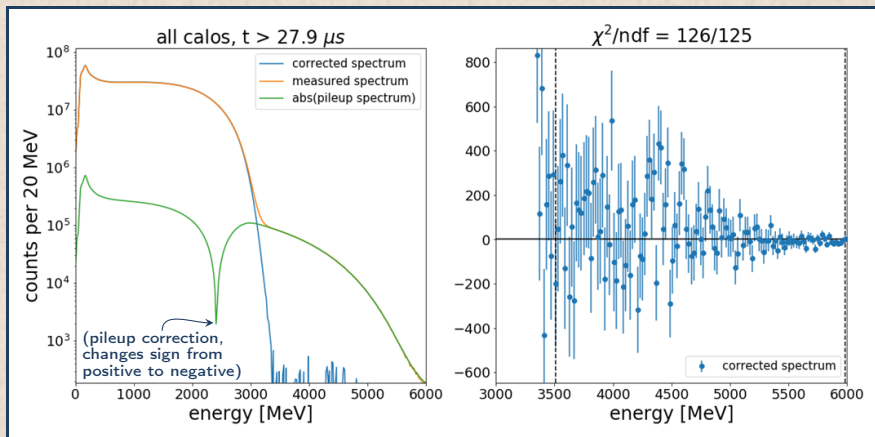 all calos, t > 27.9 μs
counts per 20 MeV
10⁸
10⁷
10⁶
10⁵
10⁴
10³
corrected spectrum
measured spectrum
abs(pileup spectrum)
(pileup correction,
changes sign from
positive to negative)
0 1000 2000 3000 4000 5000 6000
energy [MeV]
χ²/ndf = 126/125
800
600
400
200
0
−200
−400
−600
corrected spectrum
3000 3500 4000 4500 5000 5500 6000
energy [MeV]